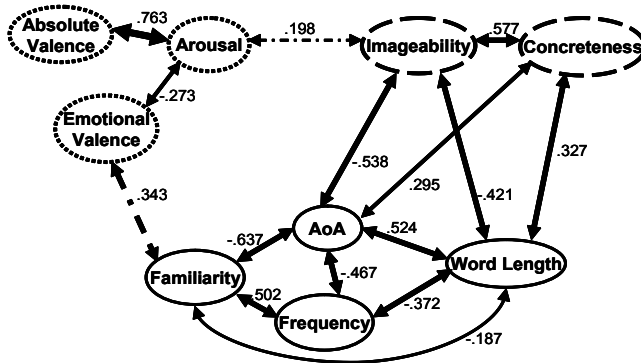 Absolute
Valence
.763
Arousal
.198
Imageability
.577
Concreteness
-.273
Emotional
Valence
-.538
.295
-.421
.327
.343
AoA
.524
-.637
Familiarity
-.467
Word Length
.502
Frequency
-.372
-.187